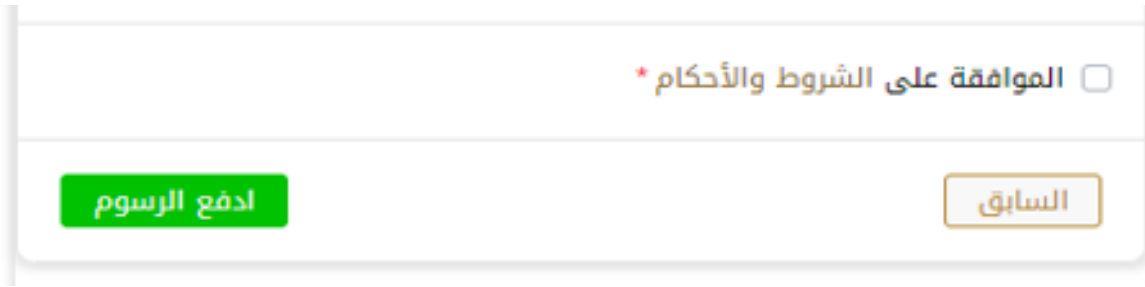 الموافقة على الشروط والأحكام *
السابق
ادفع الرسوم